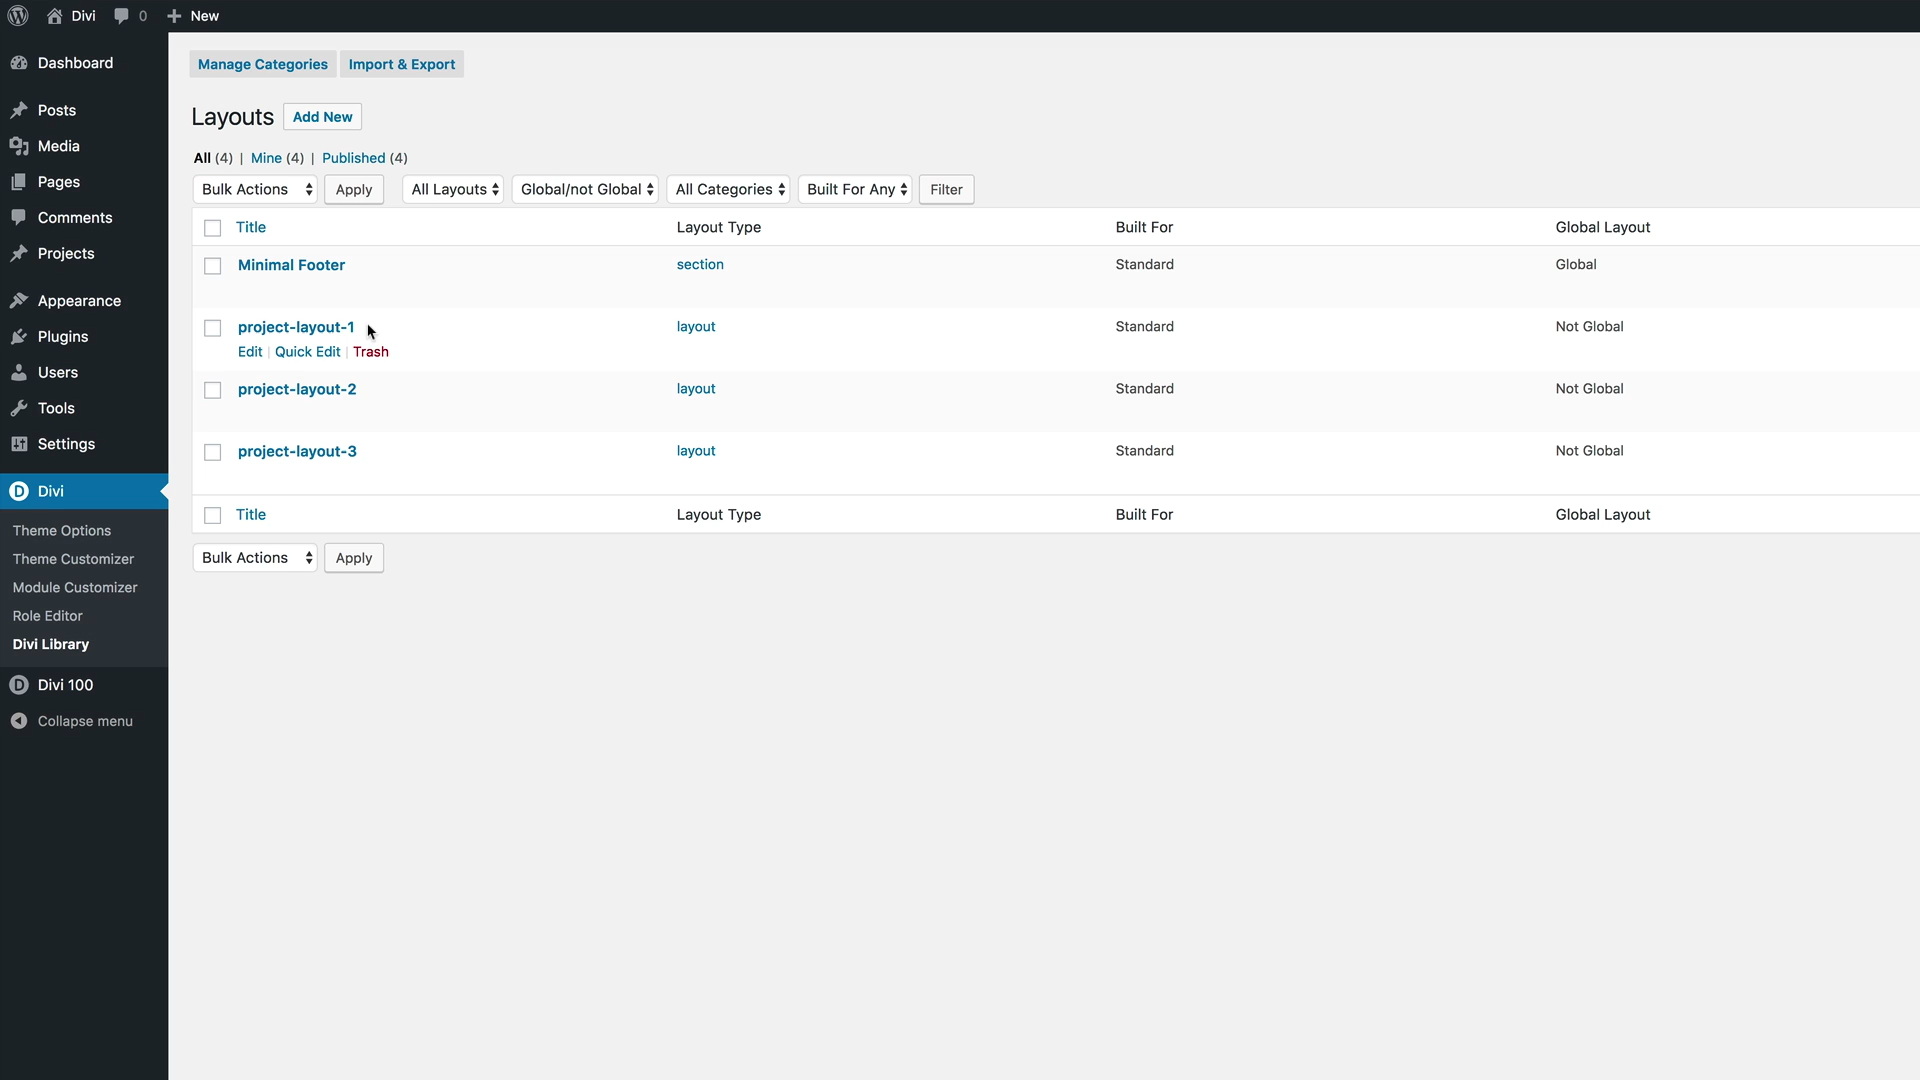 Divi 0 New
Dashboard
Posts
Media
Pages
Comments
Projects
Appearance
Plugins
Users
Tools
Settings
Divi
Theme Options
Theme Customizer
Module Customizer
Role Editor
Divi Library
Divi 100
Collapse menu
Manage Categories Import & Export
Layouts Add New
All (4) | Mine (4) | Published (4)
Bulk Actions Apply All Layouts Global/not Global All Categories Built For Any Filter
Title Layout Type Built For Global Layout
Minimal Footer section Standard Global
project-layout-1 layout Standard Not Global
Edit | Quick Edit | Trash
project-layout-2 layout Standard Not Global
project-layout-3 layout Standard Not Global
Title Layout Type Built For Global Layout
Bulk Actions Apply